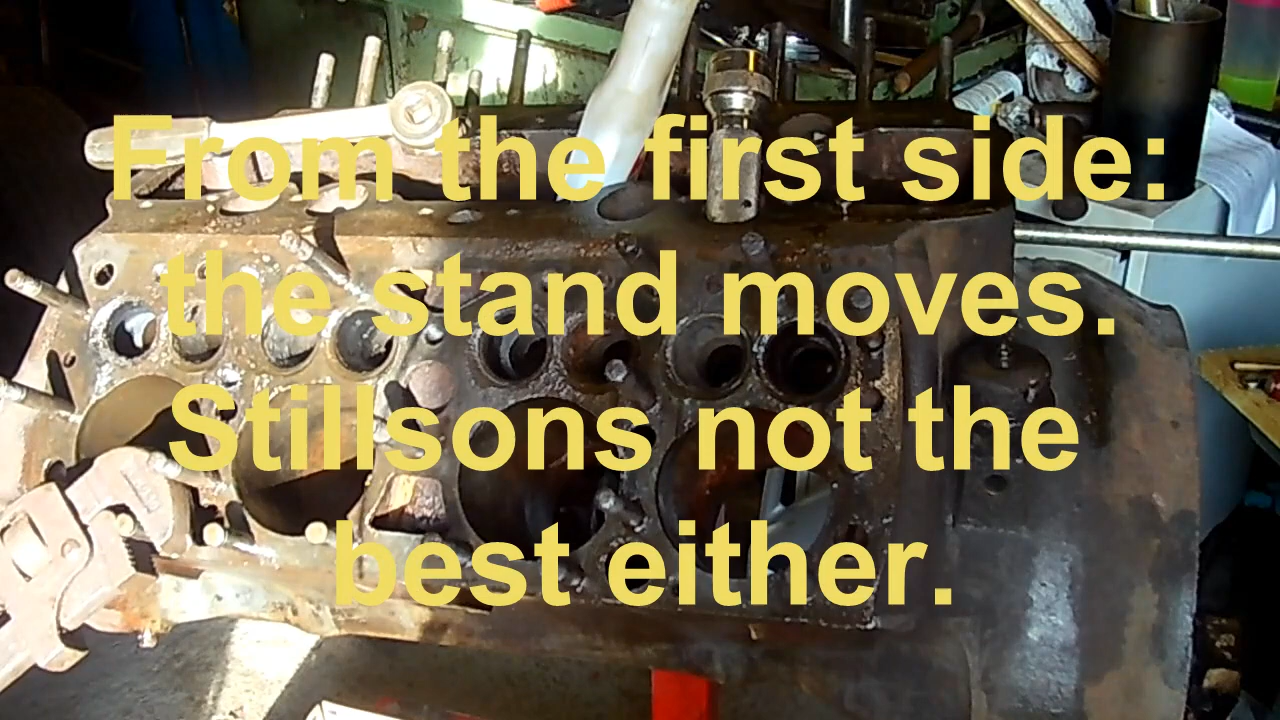 From the first side:
the stand moves.
Stillsons not the
best either.